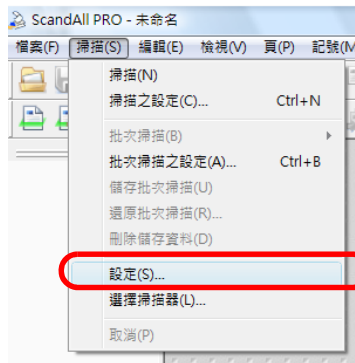 ScandAll PRO - 未命名
檔案(F) 掃描(S) 編輯(E) 檢視(V) 頁(P) 記號(M
掃描(N)
掃描之設定(C)... Ctrl+N
批次掃描(B)
批次掃描之設定(A)... Ctrl+B
儲存批次掃描(U)
還原批次掃描(R)...
刪除儲存資料(D)
設定(S)...
選擇掃描器(L)...
取消(P)